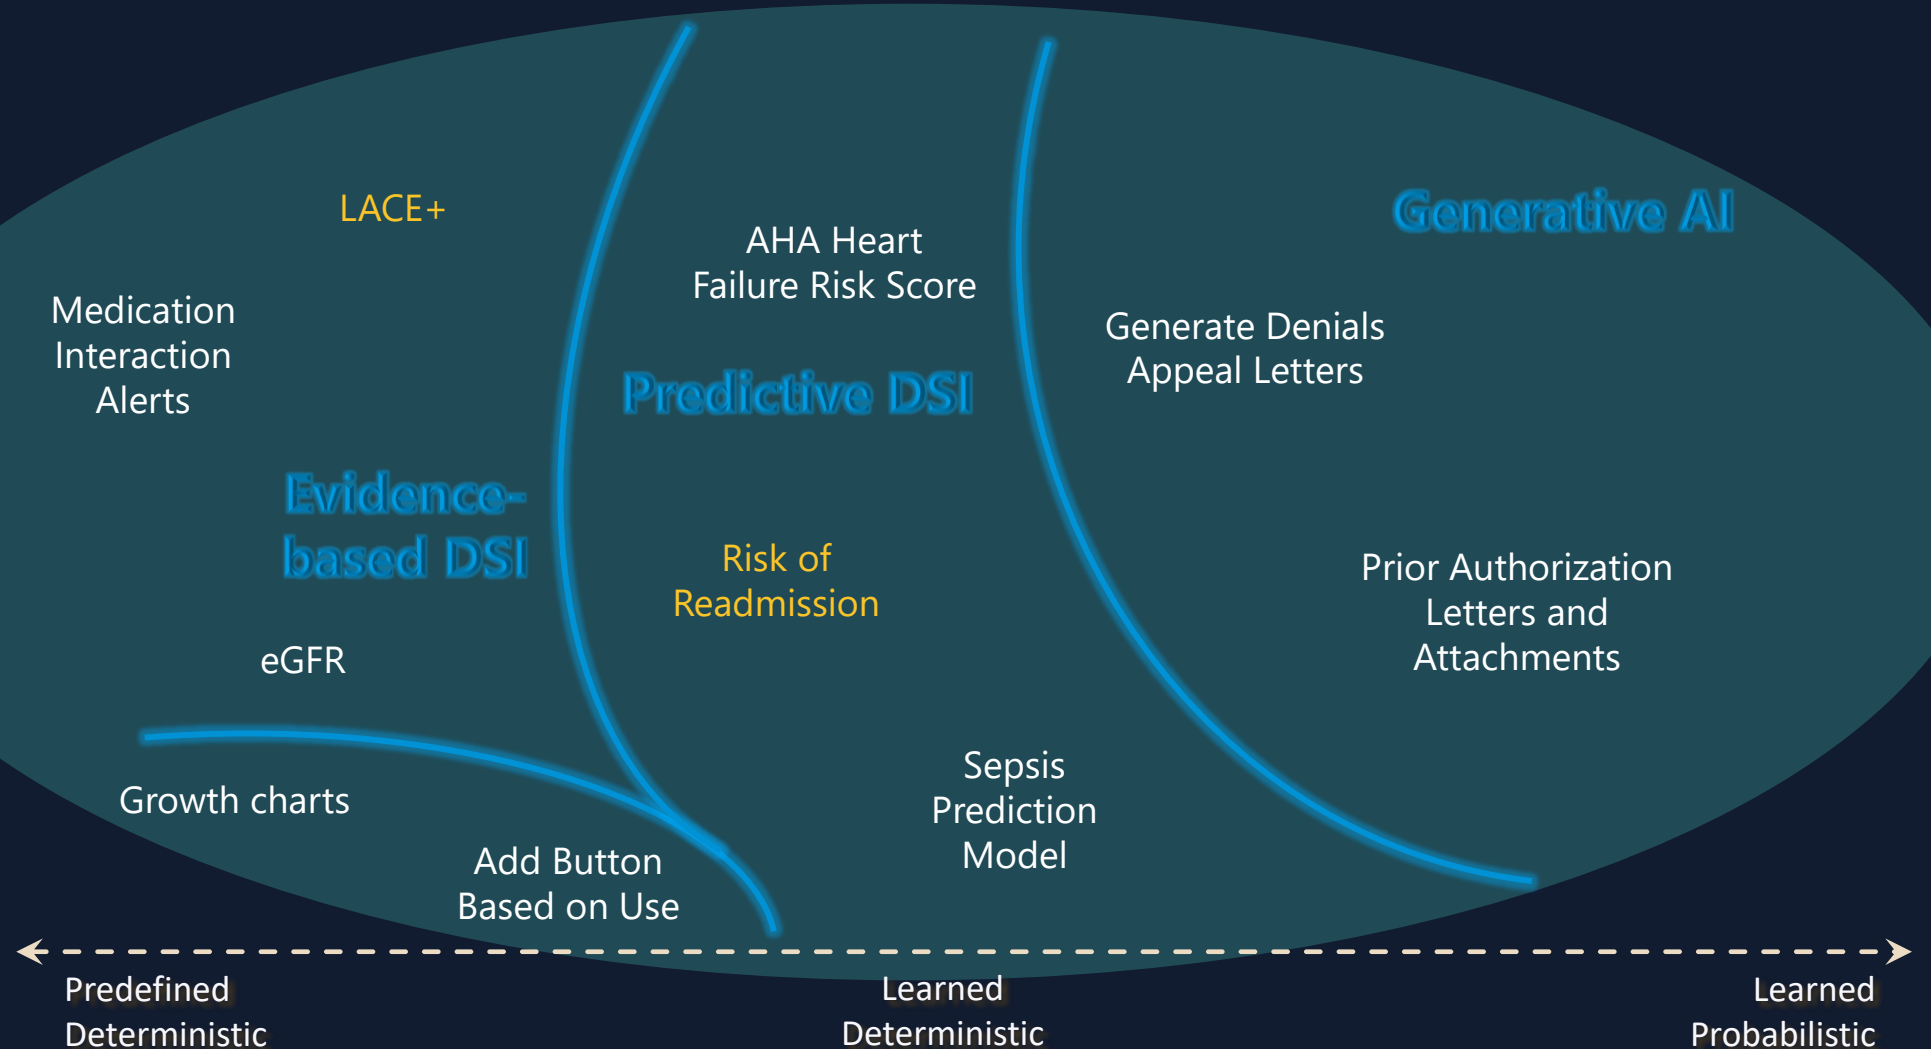 LACE+
Medication
Interaction
Alerts
Evidence-
based DSI
eGFR
Growth charts
Add Button
Based on Use
AHA Heart
Failure Risk Score
Predictive DSI
Risk of
Readmission
Sepsis
Prediction
Model
Generative AI
Generate Denials
Appeal Letters
Prior Authorization
Letters and
Attachments
Predefined
Deterministic
Learned
Deterministic
Learned
Probabilistic